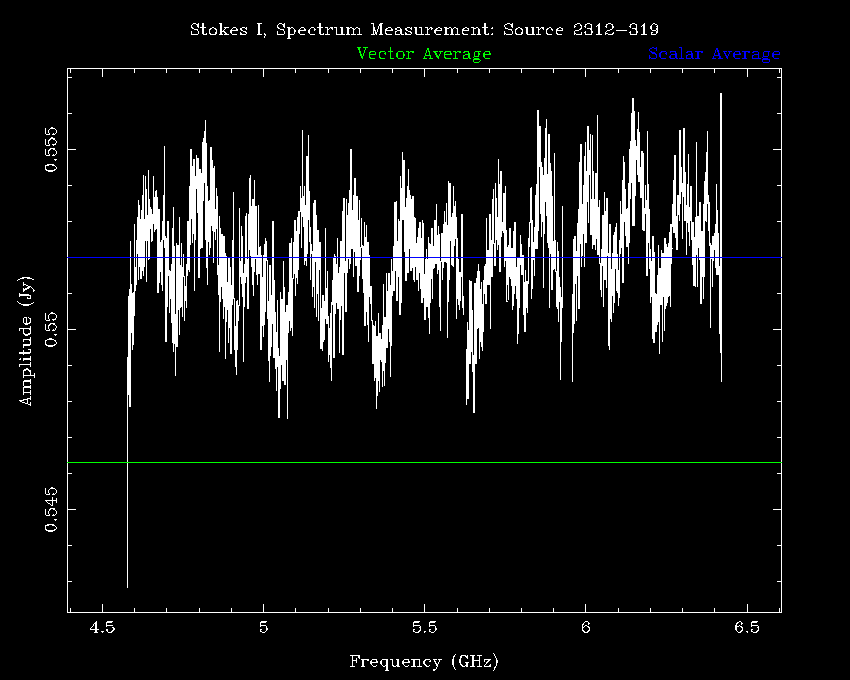 Stokes I, Spectrum Measurement: Source 2312−319
Vector Average Scalar Average
Amplitude (Jy)
0.555
0.55
0.545
4.5 5 5.5 6 6.5
Frequency (GHz)